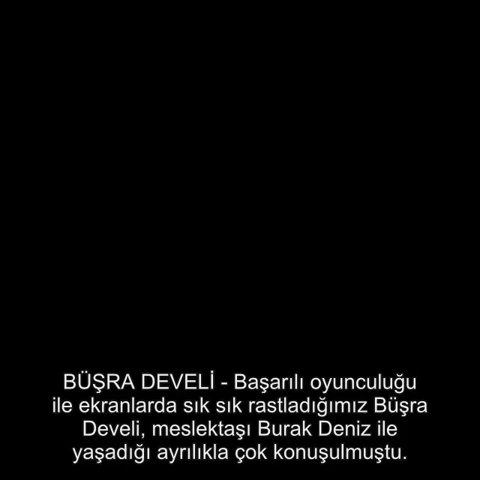 BÜŞRA DEVELİ - Başarılı oyunculuğu
ile ekranlarda sık sık rastladığımız Büşra
Develi, meslektaşı Burak Deniz ile
yaşadığı ayrılıkla çok konuşulmuştu.